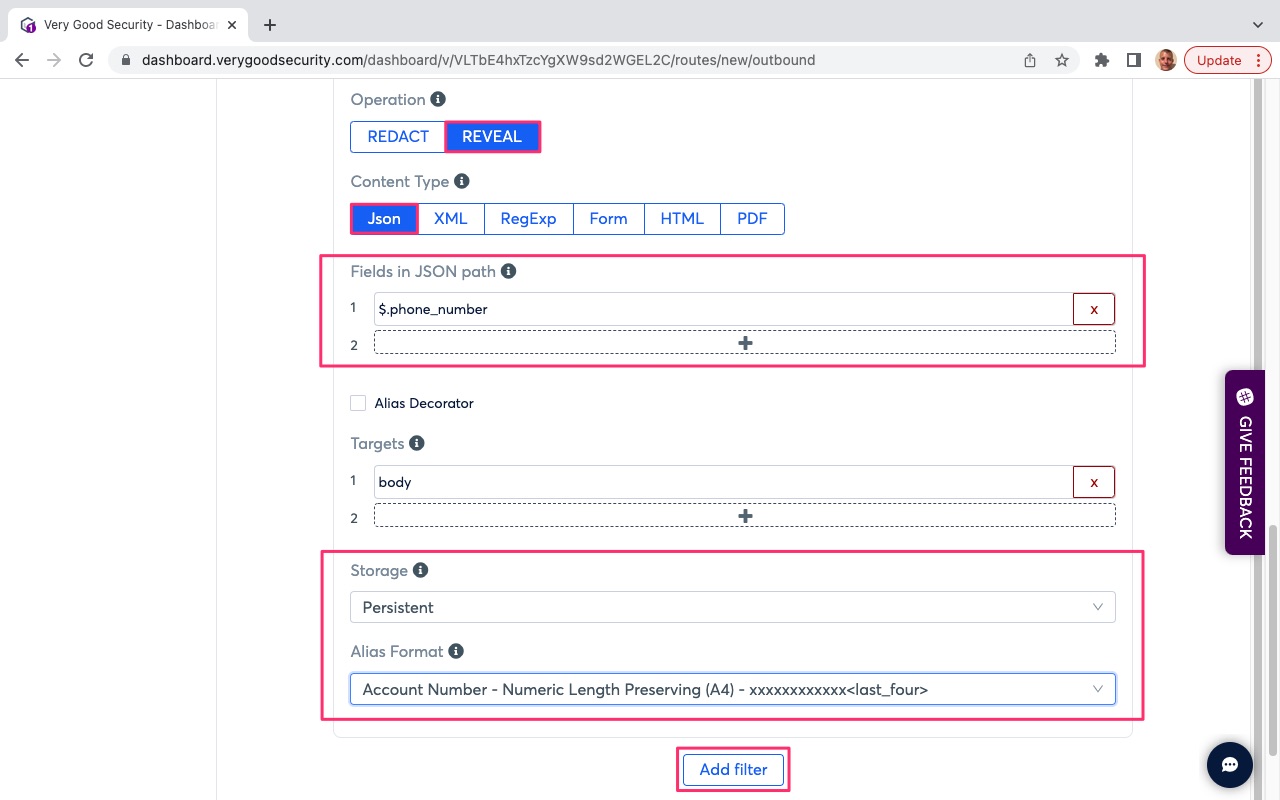 Very Good Security - Dashboa
dashboard.verygoodsecurity.com/dashboard/v/VLTbE4hxTzcYgXW9sd2WGEL2C/routes/new/outbound
Update
Operation
REDACT REVEAL
Content Type
Json XML RegExp Form HTML PDF
Fields in JSON path
1 $.phone_number x
2
Alias Decorator
Targets
1 body x
2
Storage
Persistent
Alias Format
Account Number - Numeric Length Preserving (A4) - xxxxxxxxxxxx<last_four>
Add filter
GIVE FEEDBACK